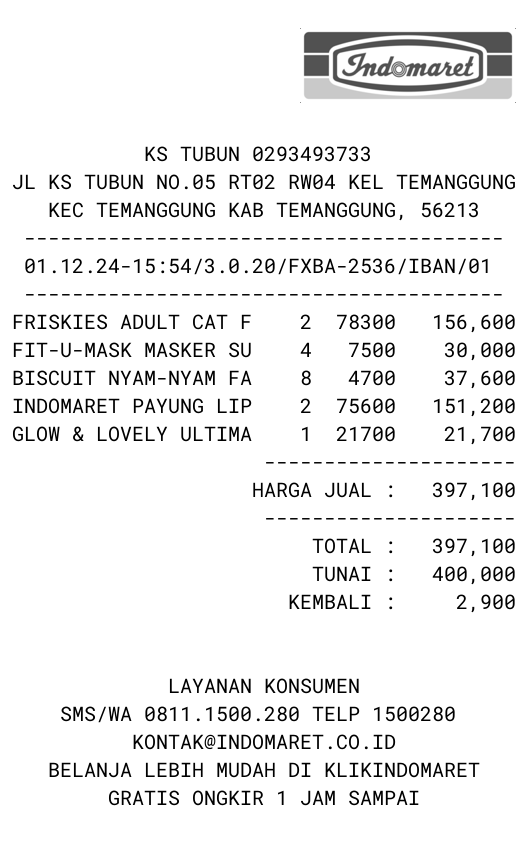 Indomaret
KS TUBUN 0293493733
JL KS TUBUN NO.05 RT02 RW04 KEL TEMANGGUNG
KEC TEMANGGUNG KAB TEMANGGUNG, 56213
----------------------------------------
01.12.24-15:54/3.0.20/FXBA-2536/IBAN/01
----------------------------------------
FRISKIES ADULT CAT F 2 78300 156,600
FIT-U-MASK MASKER SU 4 7500 30,000
BISCUIT NYAM-NYAM FA 8 4700 37,600
INDOMARET PAYUNG LIP 2 75600 151,200
GLOW & LOVELY ULTIMA 1 21700 21,700
---------------------
HARGA JUAL : 397,100
---------------------
TOTAL : 397,100
TUNAI : 400,000
KEMBALI : 2,900
LAYANAN KONSUMEN
SMS/WA 0811.1500.280 TELP 1500280
KONTAK@INDOMARET.CO.ID
BELANJA LEBIH MUDAH DI KLIKINDOMARET
GRATIS ONGKIR 1 JAM SAMPAI